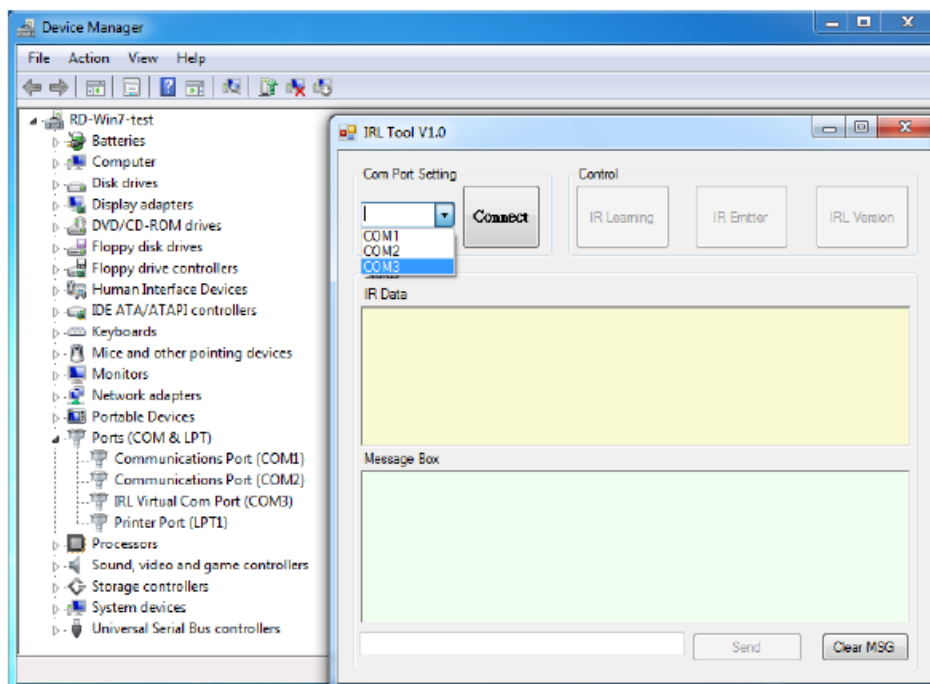 Device Manager
File Action View Help
RD-Win7-test
Batteries
Computer
Disk drives
Display adapters
DVD/CD-ROM drives
Floppy disk drives
Floppy drive controllers
Human Interface Devices
IDE ATA/ATAPI controllers
Keyboards
Mice and other pointing devices
Monitors
Network adapters
Portable Devices
Ports (COM & LPT)
Communications Port (COM1)
Communications Port (COM2)
IRL Virtual Com Port (COM3)
Printer Port (LPT1)
Processors
Sound, video and game controllers
Storage controllers
System devices
Universal Serial Bus controllers
IRL Tool V1.0
Com Port Setting
Connect
COM1
COM2
COM3
Control
IR Learning
IR Emitter
IRL Version
IR Data
Message Box
Send
Clear MSG